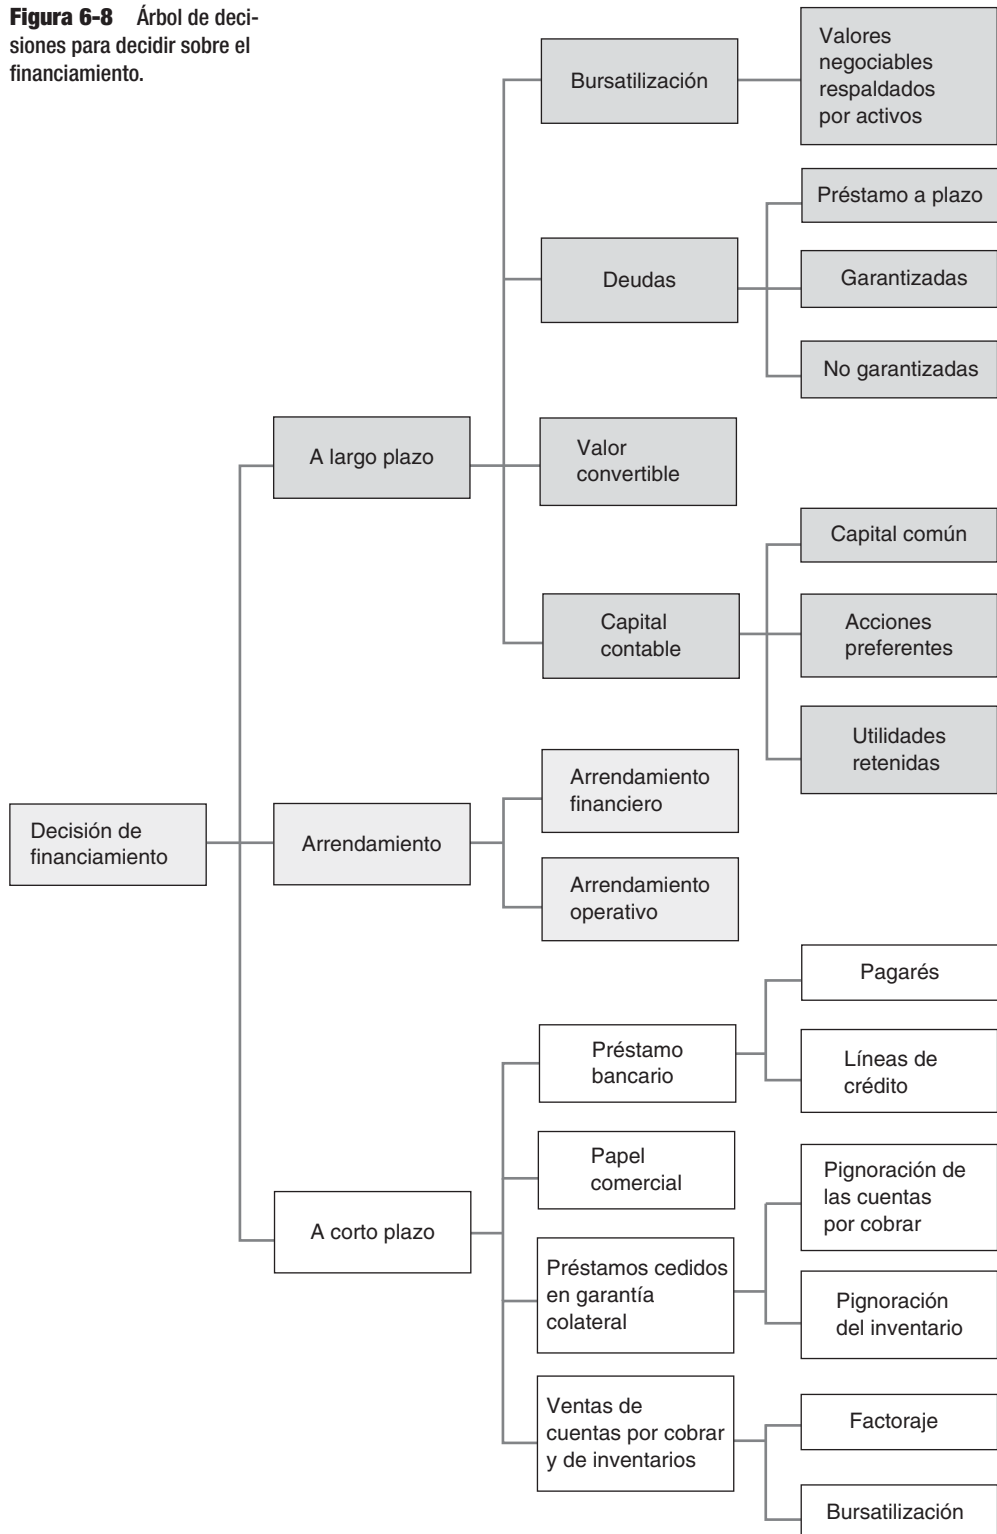 Figura 6-8 Árbol de deci-
siones para decidir sobre el
financiamiento.
Bursatilización
Valores
negociables
respaldados
por activos
Préstamo a plazo
Deudas
Garantizadas
No garantizadas
A largo plazo
Valor
convertible
Capital común
Capital
contable
Acciones
preferentes
Utilidades
retenidas
Decisión de
financiamiento
Arrendamiento
Arrendamiento
financiero
Arrendamiento
operativo
Pagarés
Préstamo
bancario
Líneas de
crédito
Papel
comercial
A corto plazo
Pignoración de
las cuentas
por cobrar
Préstamos cedidos
en garantía
colateral
Pignoración
del inventario
Ventas de
cuentas por cobrar
y de inventarios
Factoraje
Bursatilización